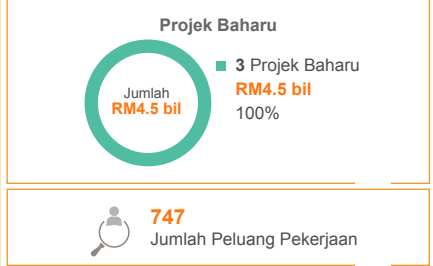 Projek Baharu
Jumlah
RM4.5 bil
3 Projek Baharu
RM4.5 bil
100%
747
Jumlah Peluang Pekerjaan